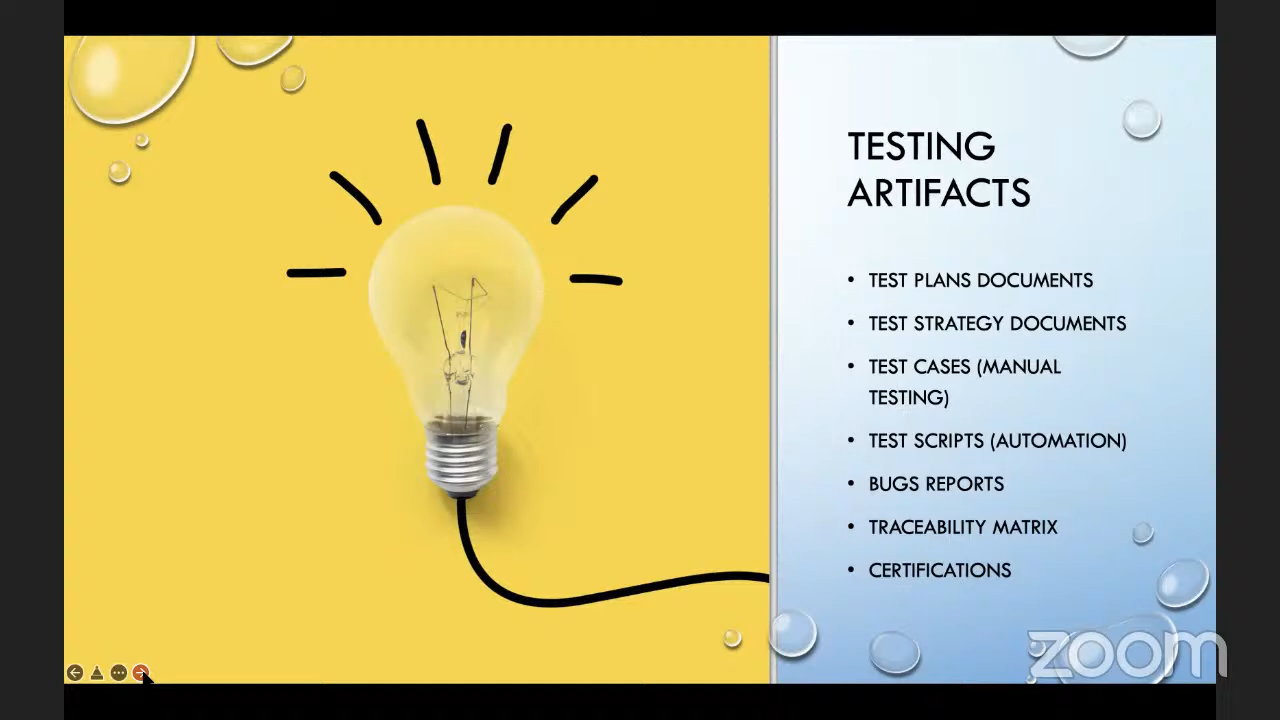 TESTING
ARTIFACTS
• TEST PLANS DOCUMENTS
• TEST STRATEGY DOCUMENTS
• TEST CASES (MANUAL
TESTING)
• TEST SCRIPTS (AUTOMATION)
• BUGS REPORTS
• TRACEABILITY MATRIX
• CERTIFICATIONS
zoom